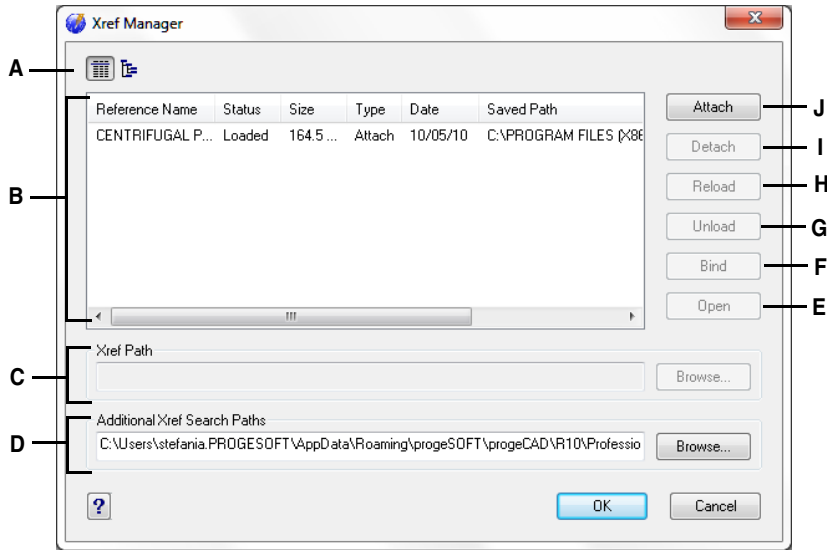 Xref Manager
A
Reference Name Status Size Type Date Saved Path
CENTRIFUGAL P... Loaded 164.5 ... Attach 10/05/10 C:\PROGRAM FILES (X86
B
Attach J
Detach I
Reload H
Unload G
Bind F
Open E
Xref Path
C
Browse...
Additional Xref Search Paths
D
C:\Users\stefania.PROGESOFT\AppData\Roaming\progeSOFT\progeCAD\R10\Professio
Browse...
?
OK Cancel